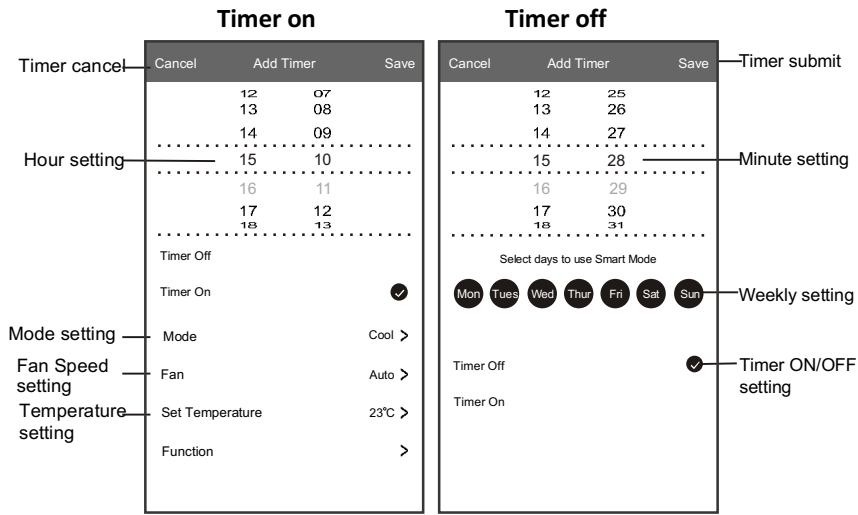 Timer on
Timer off
Timer cancel
Cancel Add Timer Save
Cancel Add Timer Save
Timer submit
12 07
13 08
14 09
15 10
16 11
17 12
18 13
12 25
13 26
14 27
15 28
16 29
17 30
18 31
Hour setting
Minute setting
Timer Off
Timer On
Mode setting
Mode Cool >
Fan Speed
setting
Fan Auto >
Temperature
setting
Set Temperature 23°C >
Function >
Select days to use Smart Mode
Mon Tues Wed Thur Fri Sat Sun
Weekly setting
Timer Off
Timer On
Timer ON/OFF
setting